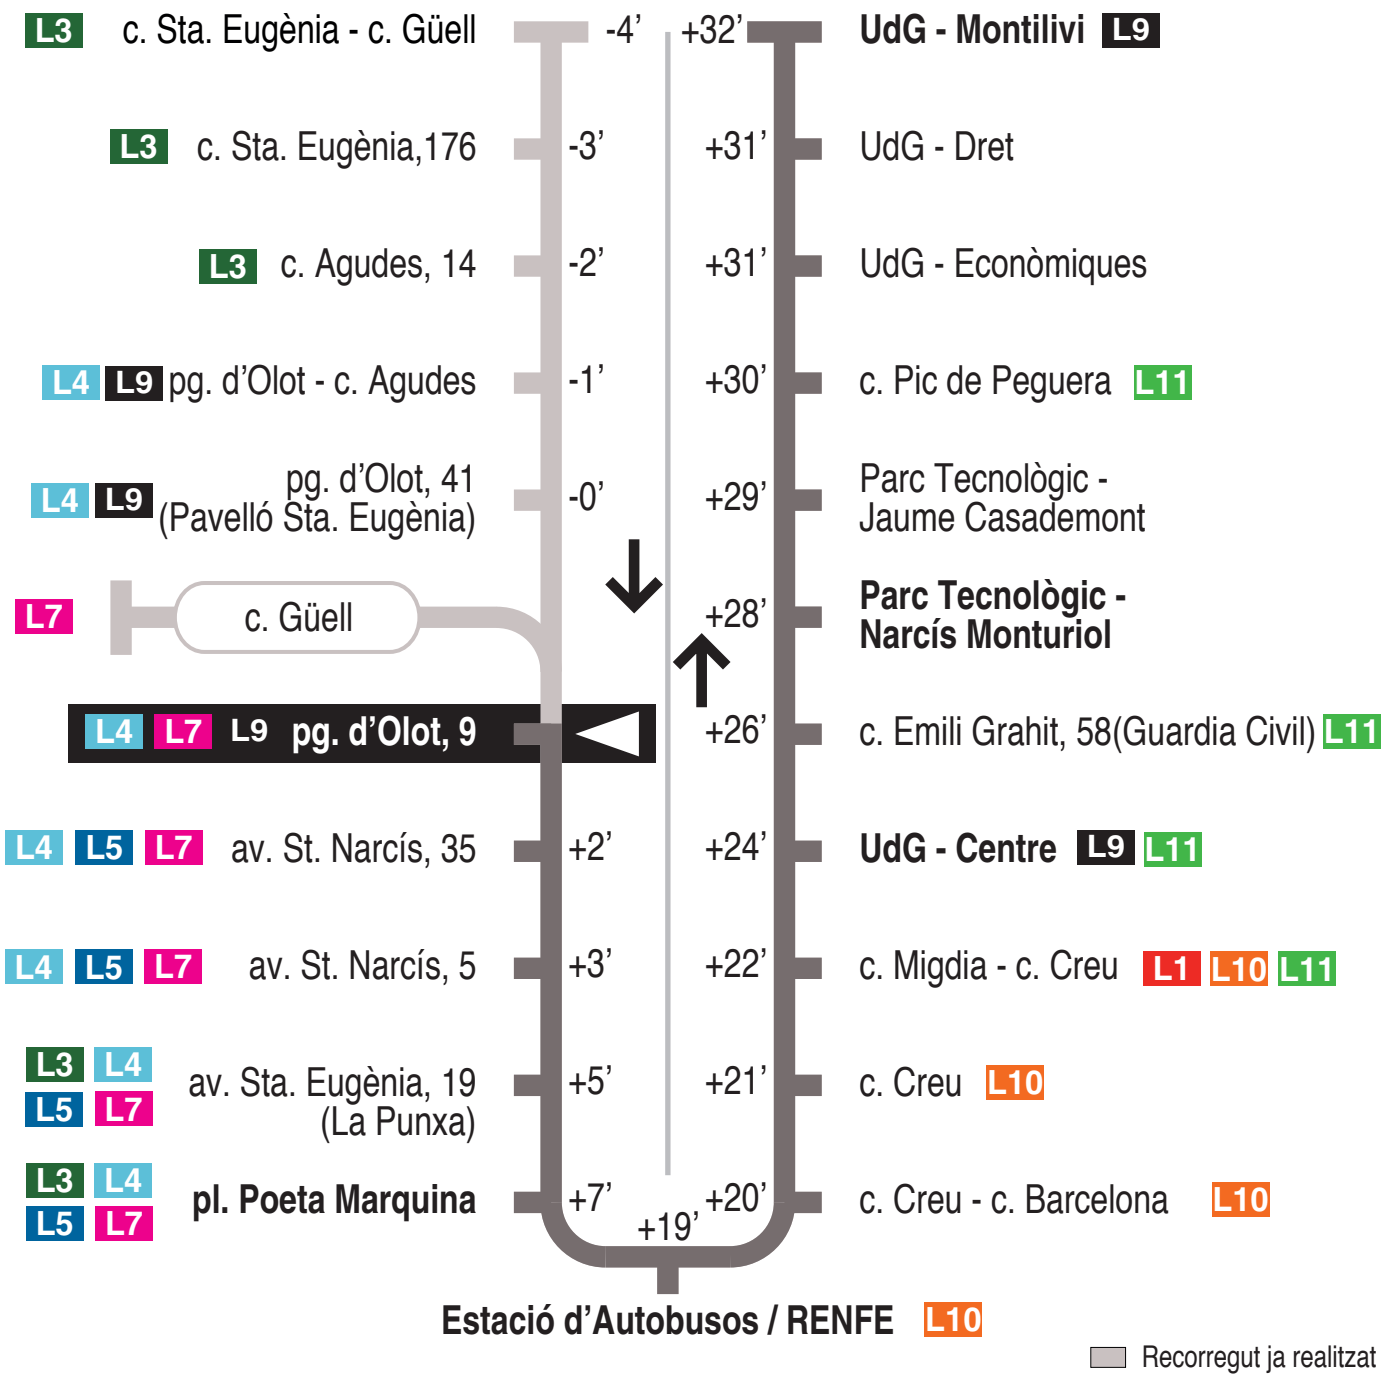 L3 c. Sta. Eugènia - c. Güell -4’
L3 c. Sta. Eugènia,176 -3’
L3 c. Agudes, 14 -2’
L4 L9 pg. d’Olot - c. Agudes -1’
L4 L9 pg. d’Olot, 41
(Pavelló Sta. Eugènia) -0’
L7 c. Güell
L4 L7 L9 pg. d’Olot, 9
L4 L5 L7 av. St. Narcís, 35 +2’
L4 L5 L7 av. St. Narcís, 5 +3’
L3 L4
L5 L7
av. Sta. Eugènia, 19
(La Punxa) +5’
L3 L4
L5 L7
pl. Poeta Marquina +7’
+19’
Estació d’Autobusos / RENFE L10
+20’ c. Creu - c. Barcelona L10
+21’ c. Creu L10
+22’ c. Migdia - c. Creu L1 L10 L11
+24’ UdG - Centre L9 L11
+26’ c. Emili Grahit, 58(Guardia Civil) L11
+28’ Parc Tecnològic -
Narcís Monturiol
+29’ Parc Tecnològic -
Jaume Casademont
+30’ c. Pic de Peguera L11
+31’ UdG - Econòmiques
+31’ UdG - Dret
+32’ UdG - Montilivi L9
Recorregut ja realitzat